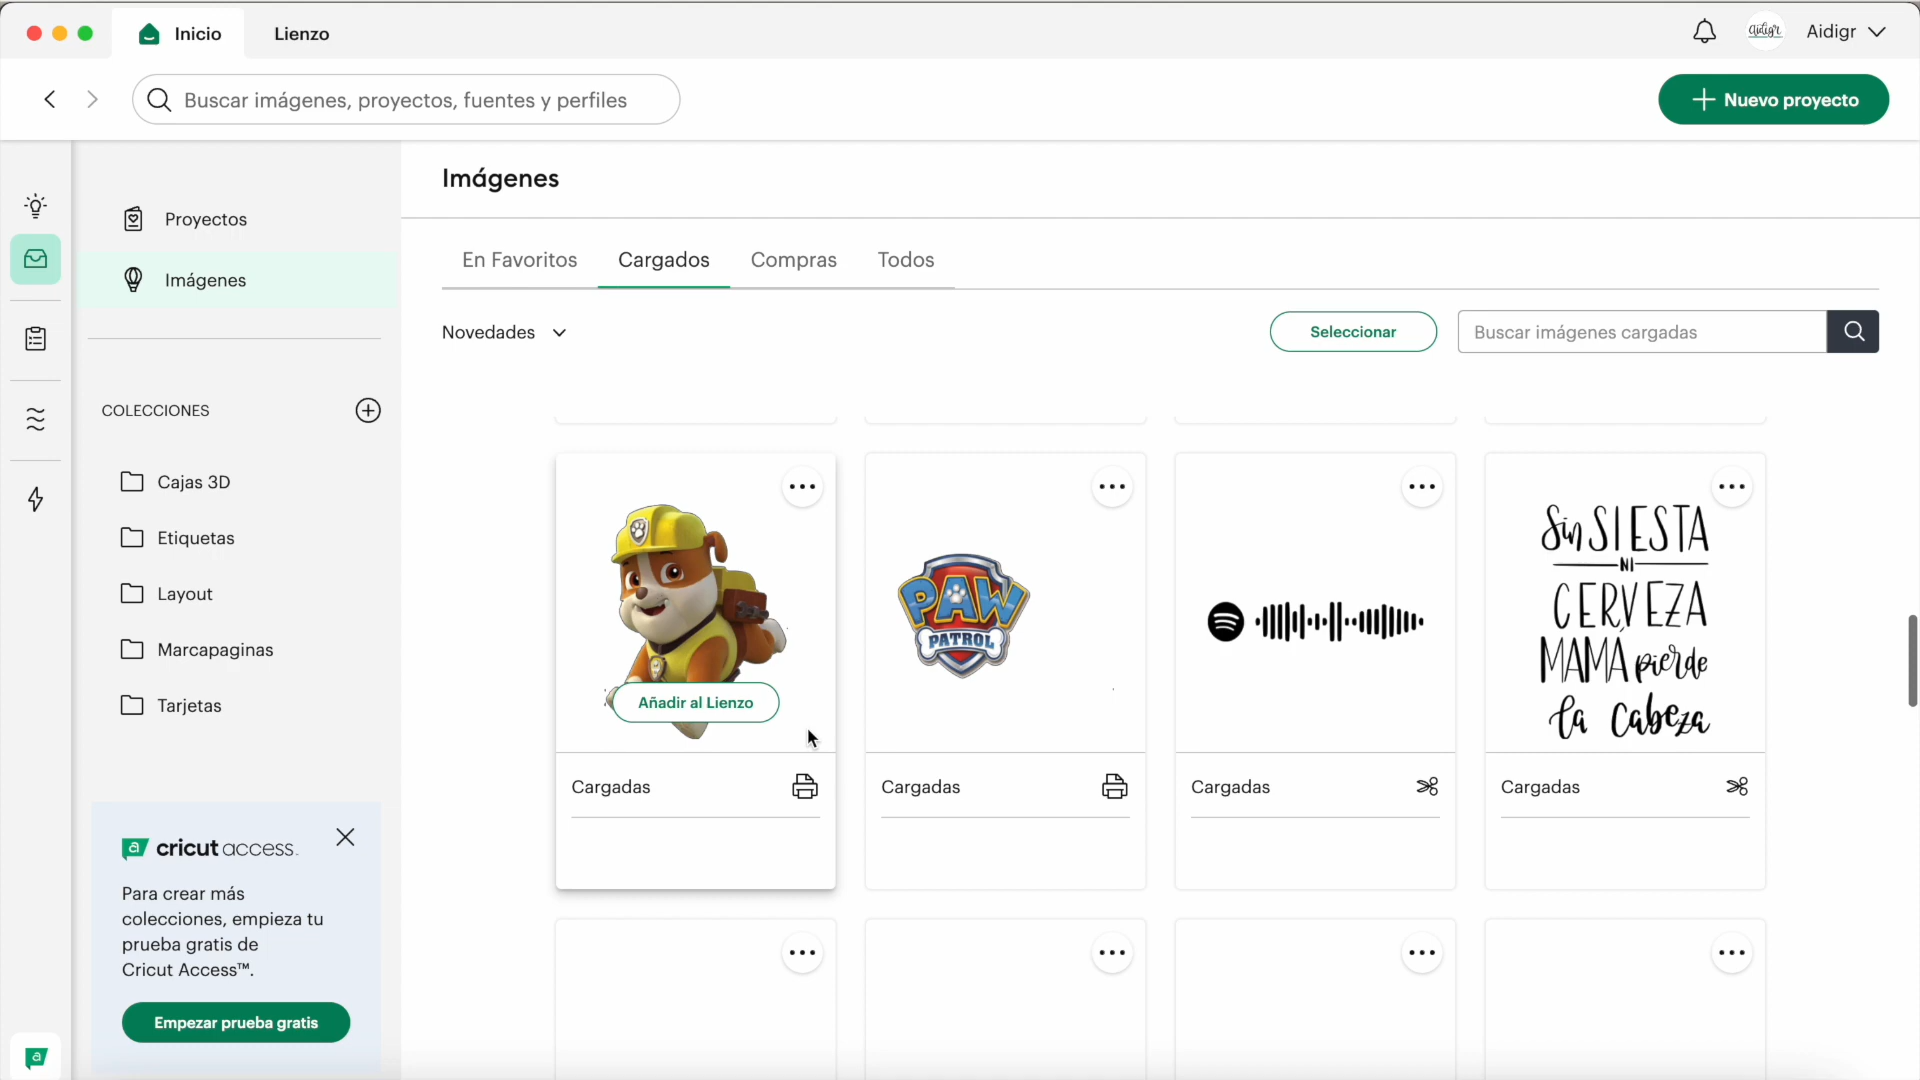 Inicio
Lienzo
Aidigr
Aidigr
Buscar imágenes, proyectos, fuentes y perfiles
Nuevo proyecto
Imágenes
Proyectos
Imágenes
En Favoritos
Cargados
Compras
Todos
Novedades
Seleccionar
Buscar imágenes cargadas
COLECCIONES
Cajas 3D
Etiquetas
Layout
Marcapaginas
Tarjetas
Añadir al Lienzo
PAW
PATROL
Sin SIESTA
NI
CERVEZA
MAMÁ pierde
la Cabeza
Cargadas
Cargadas
Cargadas
Cargadas
a cricut access™
Para crear más
colecciones, empieza tu
prueba gratis de
Cricut Access™.
Empezar prueba gratis
a